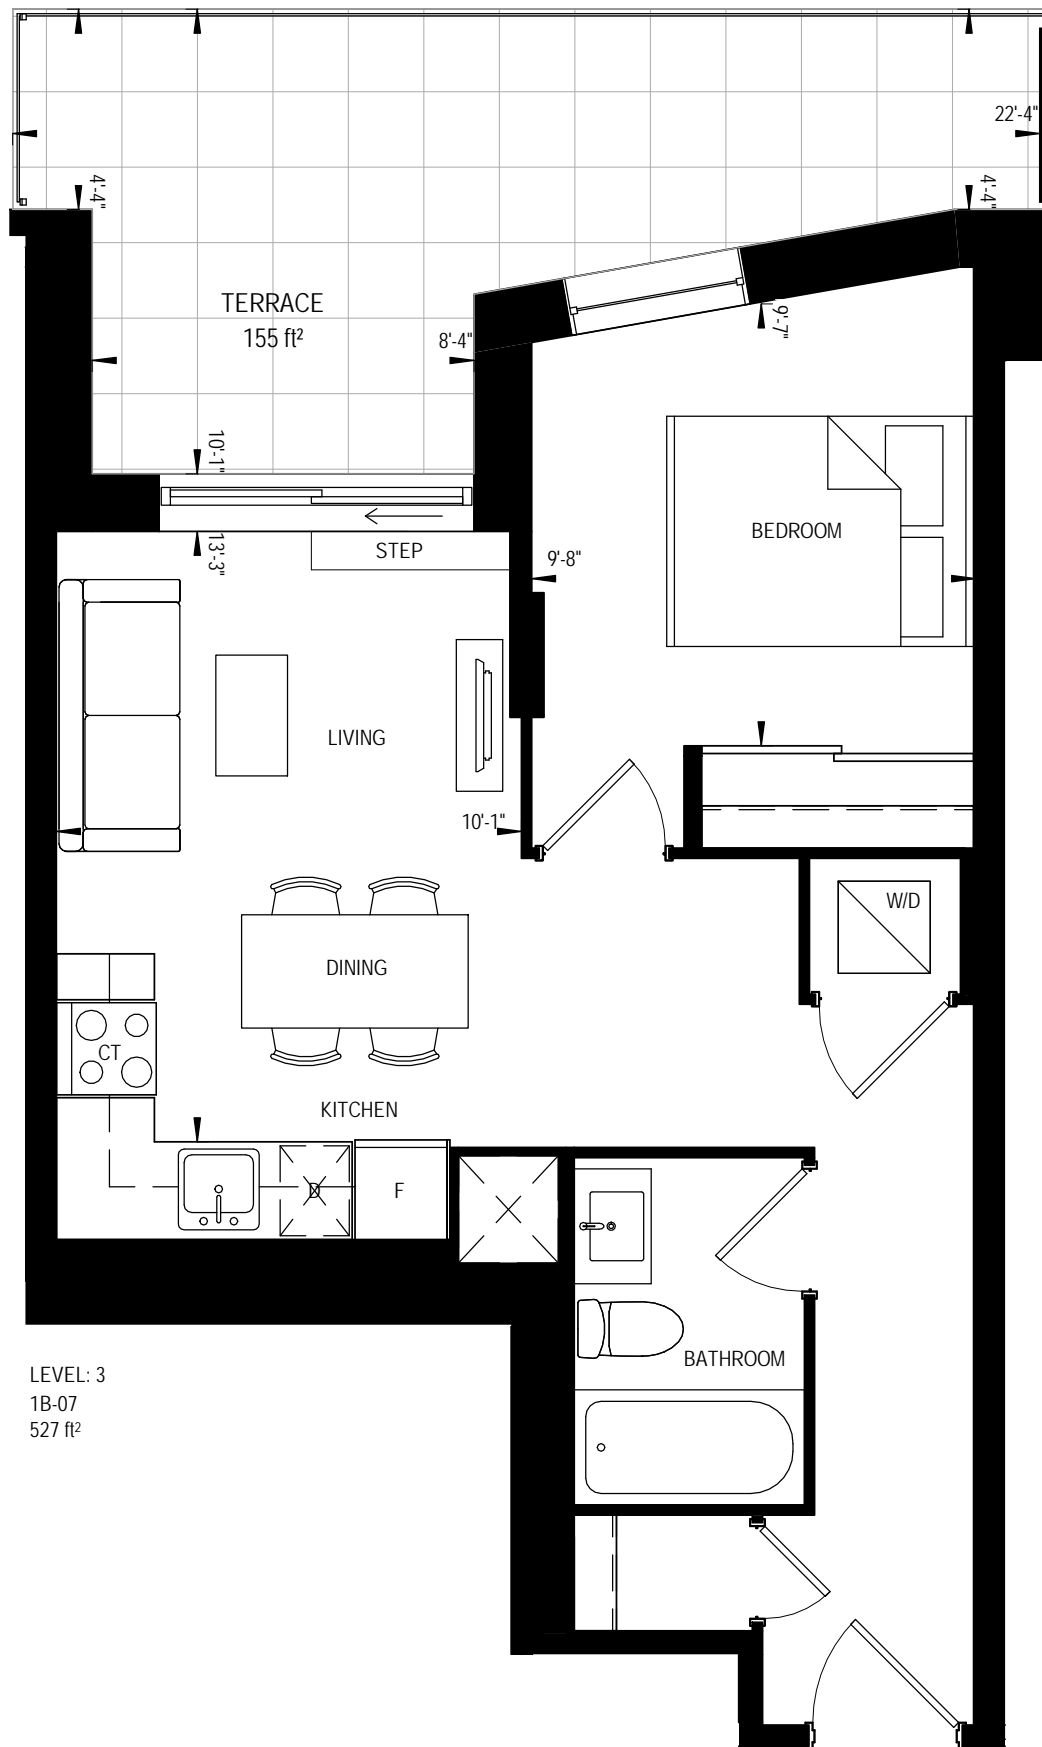 22'-4"
4'-4"
4'-4"
TERRACE
155 ft²
9'-7"
8'-4"
10'-1"
BEDROOM
13'-3"
STEP
9'-8"
LIVING
10'-1"
W/D
DINING
CT
KITCHEN
D
F
BATHROOM
LEVEL: 3
1B-07
527 ft²